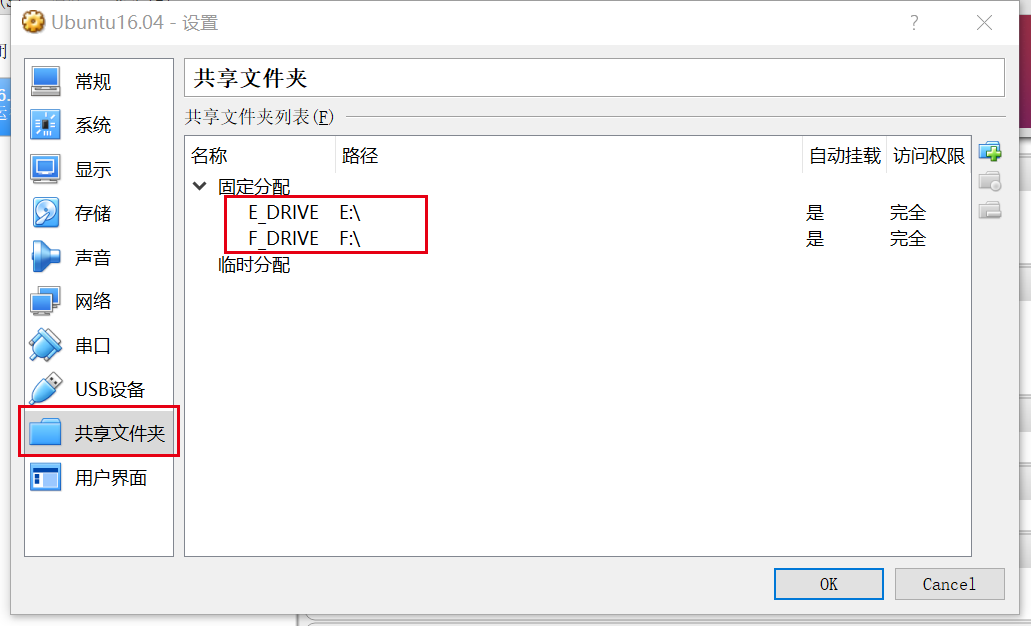 Ubuntu16.04 - 设置
常规
系统
显示
存储
声音
网络
串口
USB设备
共享文件夹
用户界面
共享文件夹
共享文件夹列表(F)
名称 路径 自动挂载 访问权限
固定分配
E_DRIVE E:\ 是 完全
F_DRIVE F:\ 是 完全
临时分配
OK Cancel